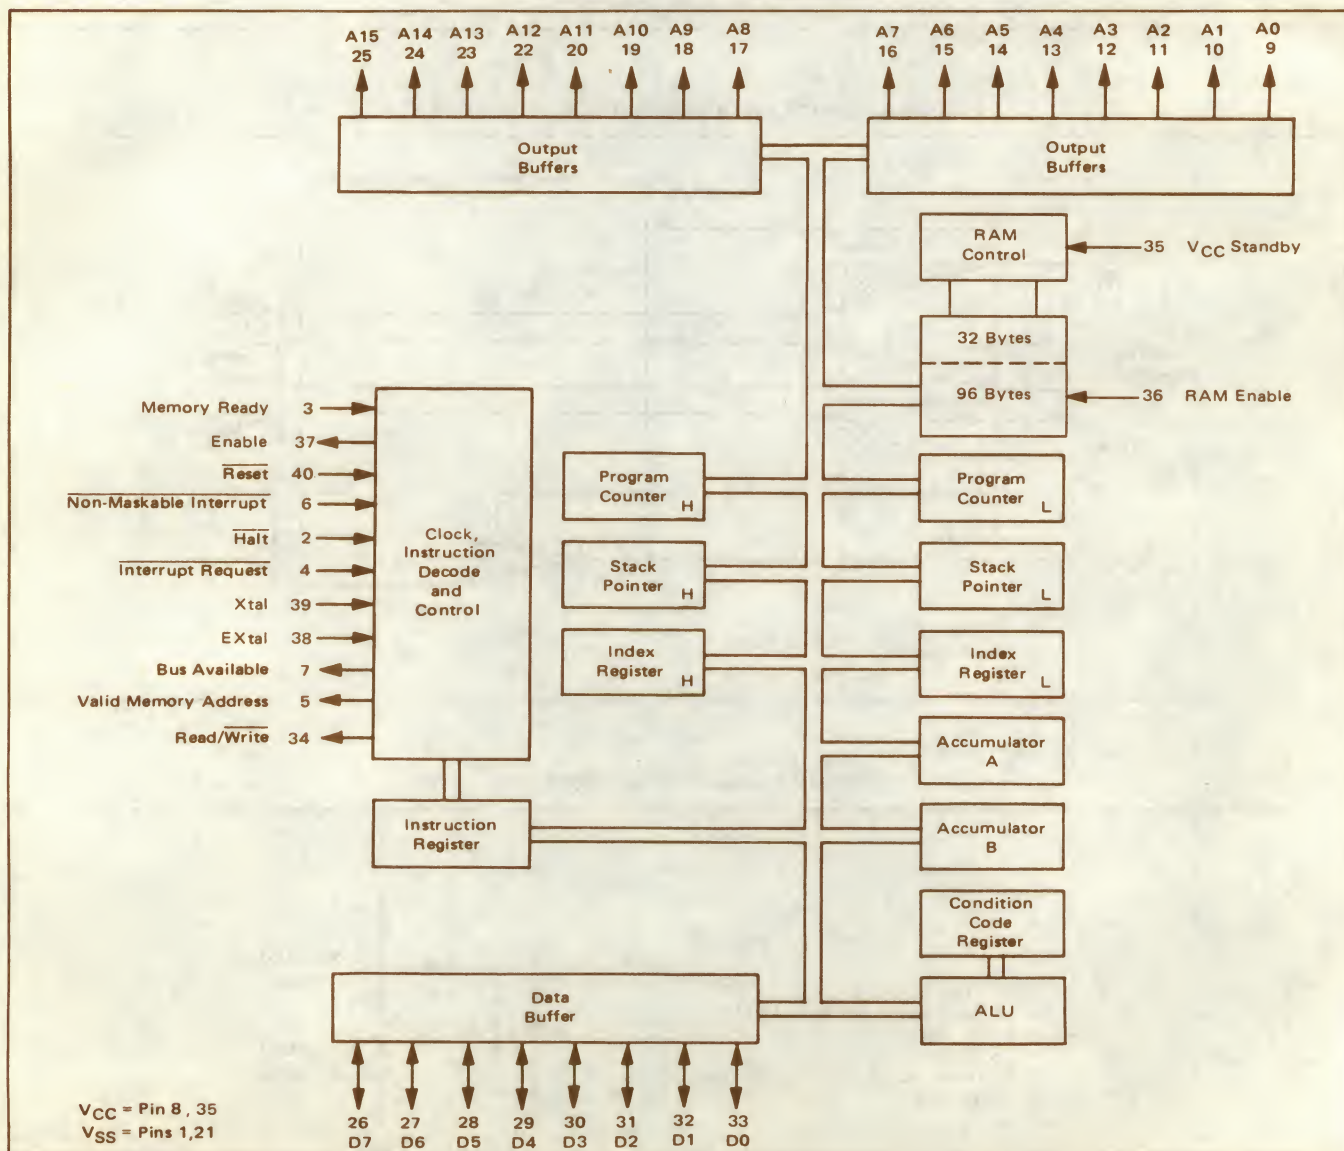 A15 A14 A13 A12 A11 A10 A9 A8 A7 A6 A5 A4 A3 A2 A1 A0
25 24 23 22 20 19 18 17 16 15 14 13 12 11 10 9
Output
Buffers
Output
Buffers
RAM
Control
35 VCC Standby
32 Bytes
96 Bytes
36 RAM Enable
Memory Ready 3
Enable 37
Reset 40
Non-Maskable Interrupt 6
Halt 2
Interrupt Request 4
Xtal 39
EXtal 38
Bus Available 7
Valid Memory Address 5
Read/Write 34
Clock,
Instruction
Decode
and
Control
Program
Counter H
Program
Counter L
Stack
Pointer H
Stack
Pointer L
Index
Register H
Index
Register L
Accumulator
A
Instruction
Register
Accumulator
B
Condition
Code
Register
Data
Buffer
ALU
26 27 28 29 30 31 32 33
D7 D6 D5 D4 D3 D2 D1 D0
VCC = Pin 8 , 35
VSS = Pins 1,21